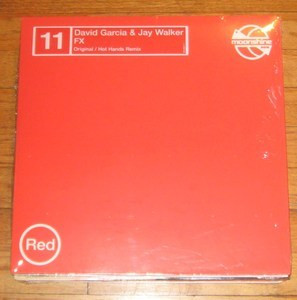 11
David Garcia & Jay Walker
FX
Original / Hot Hands Remix
moonshine
Red